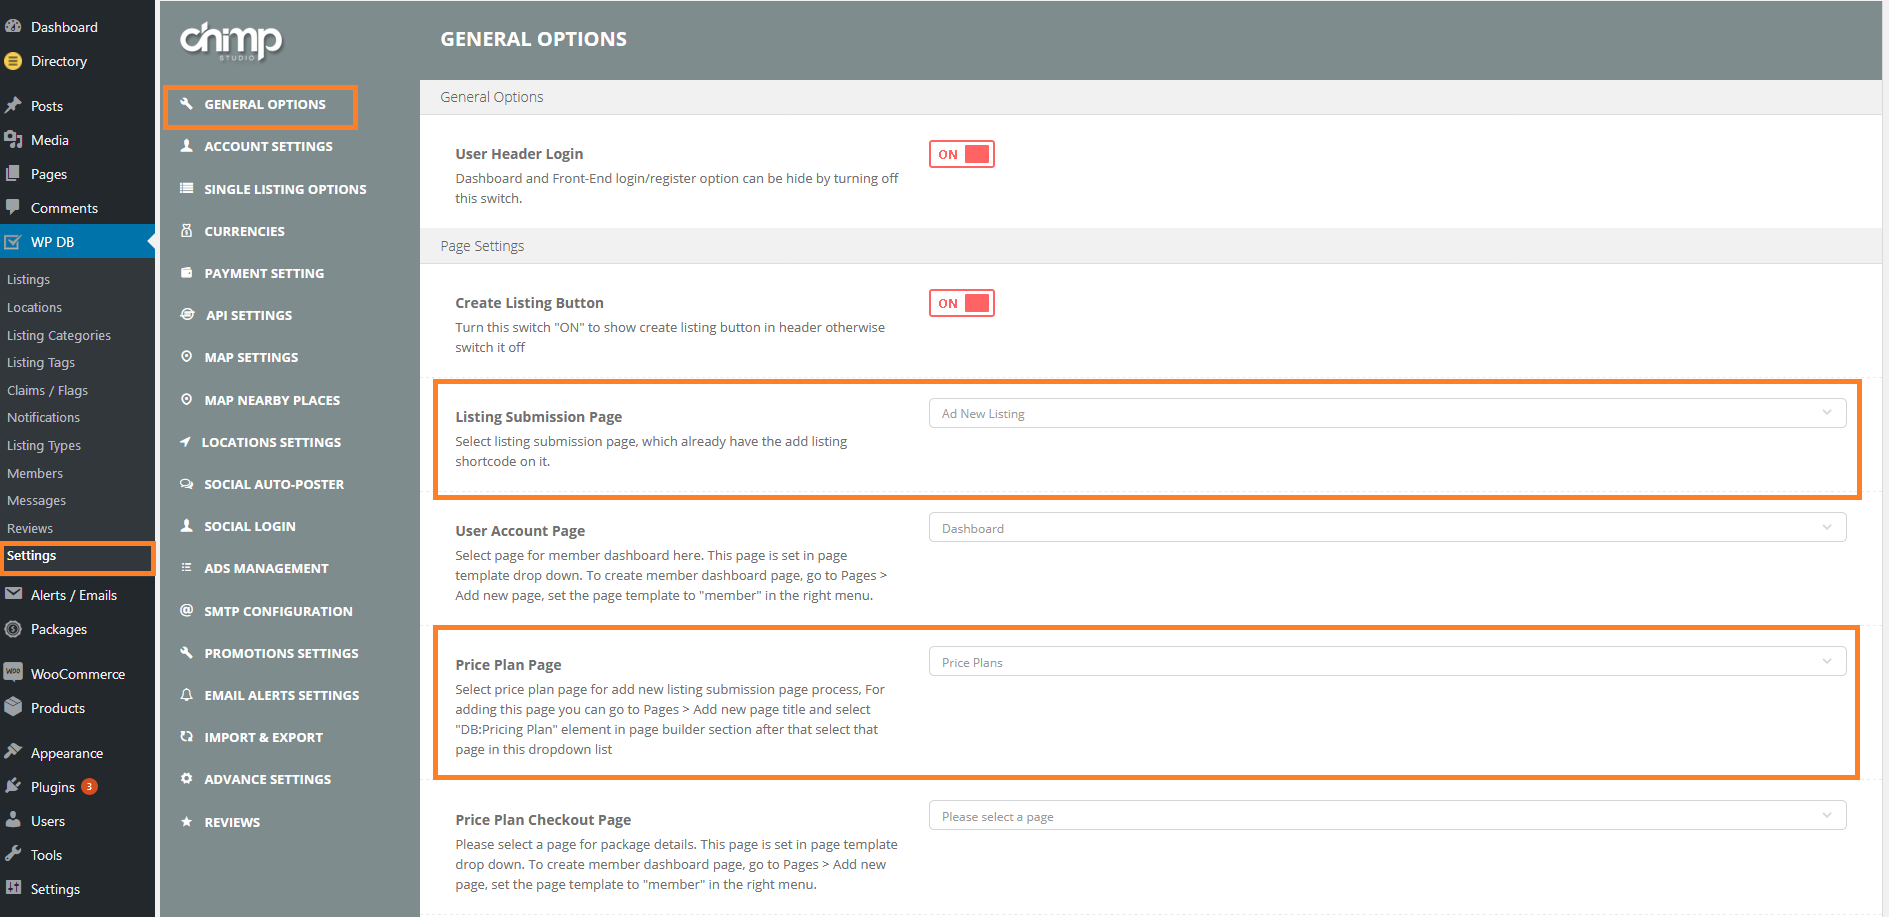 Dashboard
Directory
Posts
Media
Pages
Comments
WP DB
Listings
Locations
Listing Categories
Listing Tags
Claims / Flags
Notifications
Listing Types
Members
Messages
Reviews
Settings
Alerts / Emails
Packages
WOO WooCommerce
Products
Appearance
Plugins 3
Users
Tools
Settings
chimp
STUDIO
GENERAL OPTIONS
ACCOUNT SETTINGS
SINGLE LISTING OPTIONS
CURRENCIES
PAYMENT SETTING
API SETTINGS
MAP SETTINGS
MAP NEARBY PLACES
LOCATIONS SETTINGS
SOCIAL AUTO-POSTER
SOCIAL LOGIN
ADS MANAGEMENT
SMTP CONFIGURATION
PROMOTIONS SETTINGS
EMAIL ALERTS SETTINGS
IMPORT & EXPORT
ADVANCE SETTINGS
REVIEWS
GENERAL OPTIONS
General Options
User Header Login
Dashboard and Front-End login/register option can be hide by turning off
this switch.
ON
Page Settings
Create Listing Button
Turn this switch "ON" to show create listing button in header otherwise
switch it off
ON
Listing Submission Page
Select listing submission page, which already have the add listing
shortcode on it.
Ad New Listing
User Account Page
Select page for member dashboard here. This page is set in page
template drop down. To create member dashboard page, go to Pages >
Add new page, set the page template to "member" in the right menu.
Dashboard
Price Plan Page
Select price plan page for add new listing submission page process, For
adding this page you can go to Pages > Add new page title and select
"DB:Pricing Plan" element in page builder section after that select that
page in this dropdown list
Price Plans
Price Plan Checkout Page
Please select a page for package details. This page is set in page template
drop down. To create member dashboard page, go to Pages > Add new
page, set the page template to "member" in the right menu.
Please select a page